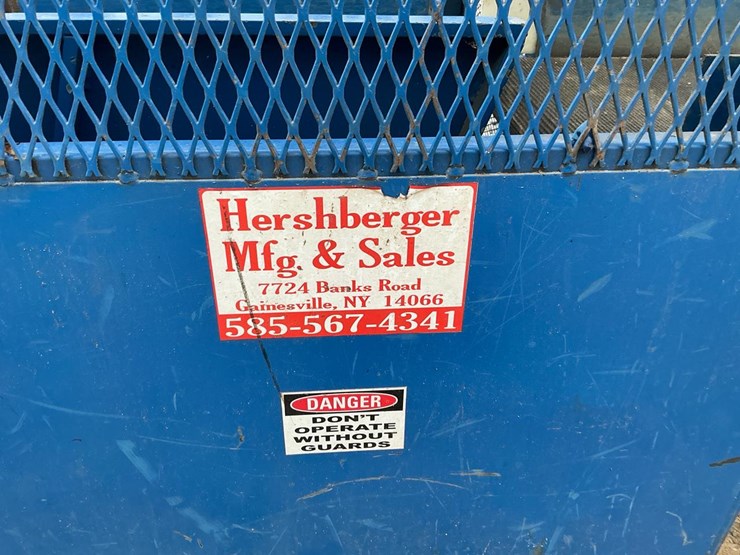 Hershberger
Mfg. & Sales
7724 Banks Road
Gainesville, NY 14066
585-567-4341
DANGER
DON'T
OPERATE
WITHOUT
GUARDS